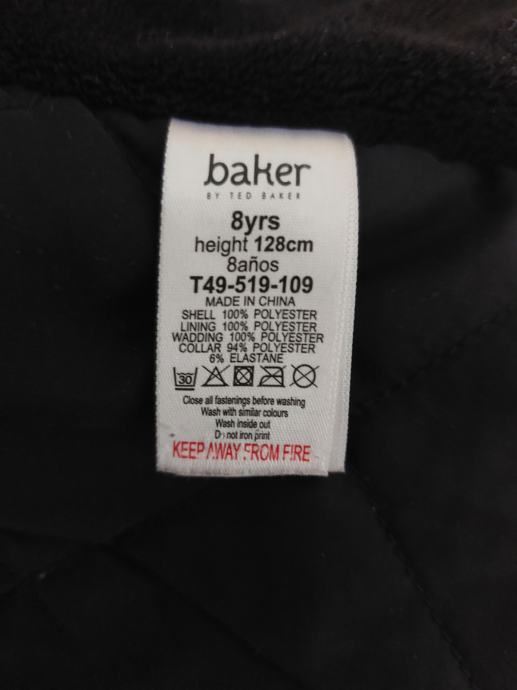 baker
BY TED BAKER
8yrs
height 128cm
8años
T49-519-109
MADE IN CHINA
SHELL 100% POLYESTER
LINING 100% POLYESTER
WADDING 100% POLYESTER
COLLAR 94% POLYESTER
6% ELASTANE
30
Close all fastenings before washing
Wash with similar colours
Wash inside out
Do not iron print
KEEP AWAY FROM FIRE